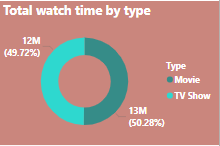 Total watch time by type
12M
(49.72%)
Type
Movie
TV Show
13M
(50.28%)